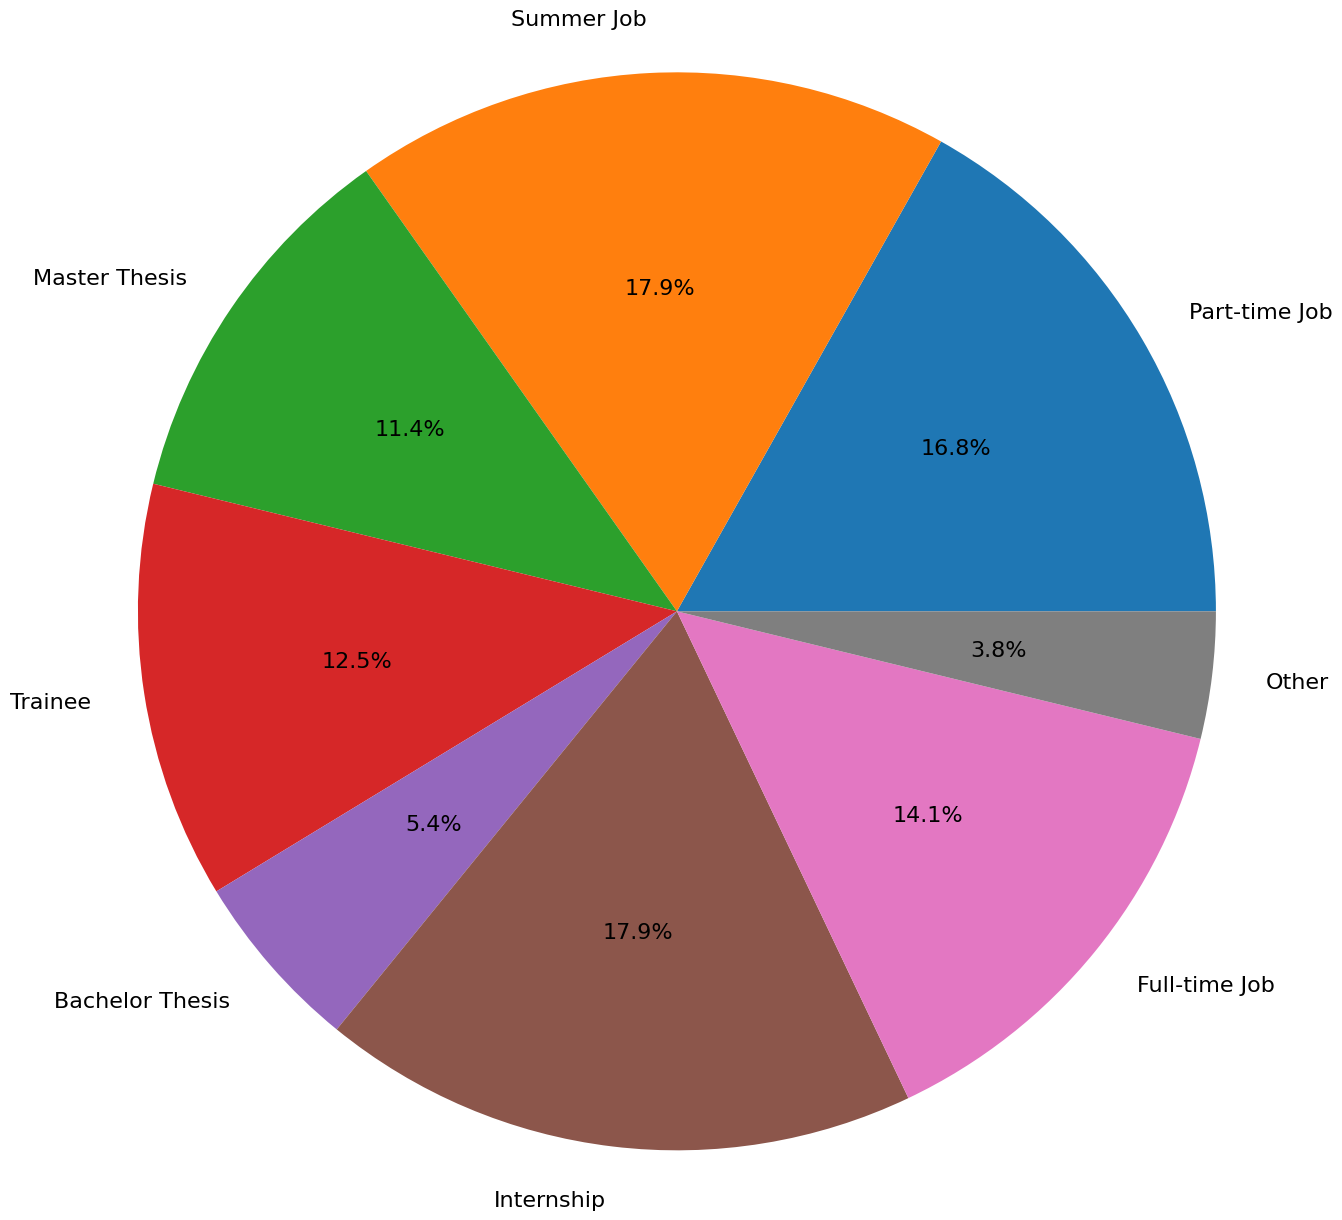 Summer Job
Part-time Job
Master Thesis
Trainee
Bachelor Thesis
Internship
Full-time Job
Other
17.9%
16.8%
11.4%
12.5%
5.4%
17.9%
14.1%
3.8%